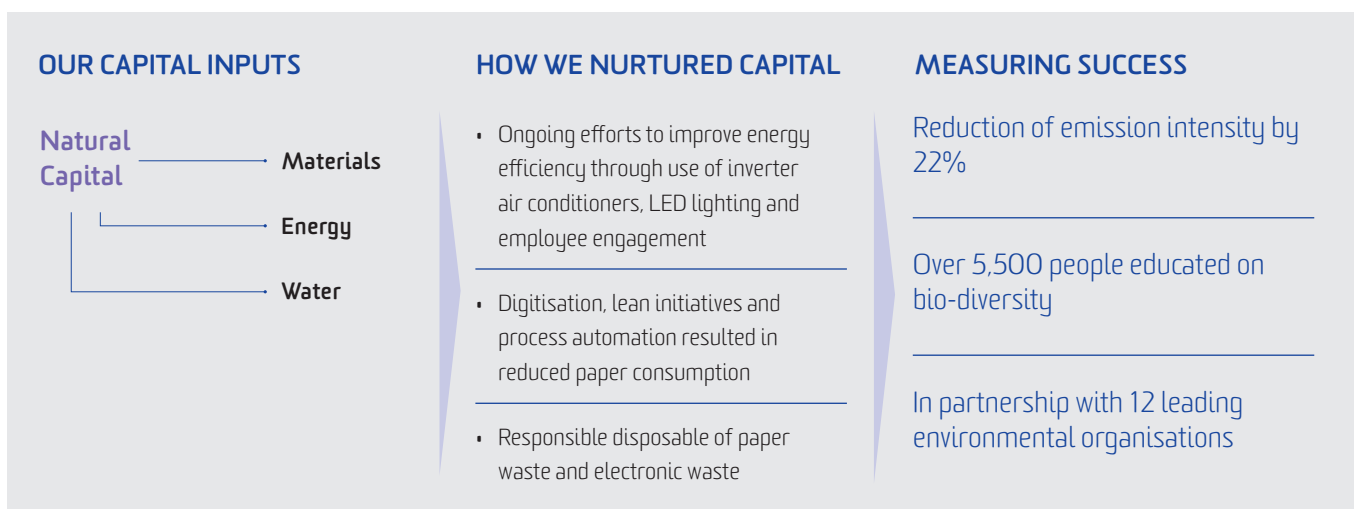 OUR CAPITAL INPUTS
Natural
Capital
Materials
Energy
Water
HOW WE NURTURED CAPITAL
• Ongoing efforts to improve energy
efficiency through use of inverter
air conditioners, LED lighting and
employee engagement
• Digitisation, lean initiatives and
process automation resulted in
reduced paper consumption
• Responsible disposable of paper
waste and electronic waste
MEASURING SUCCESS
Reduction of emission intensity by
22%
Over 5,500 people educated on
bio-diversity
In partnership with 12 leading
environmental organisations